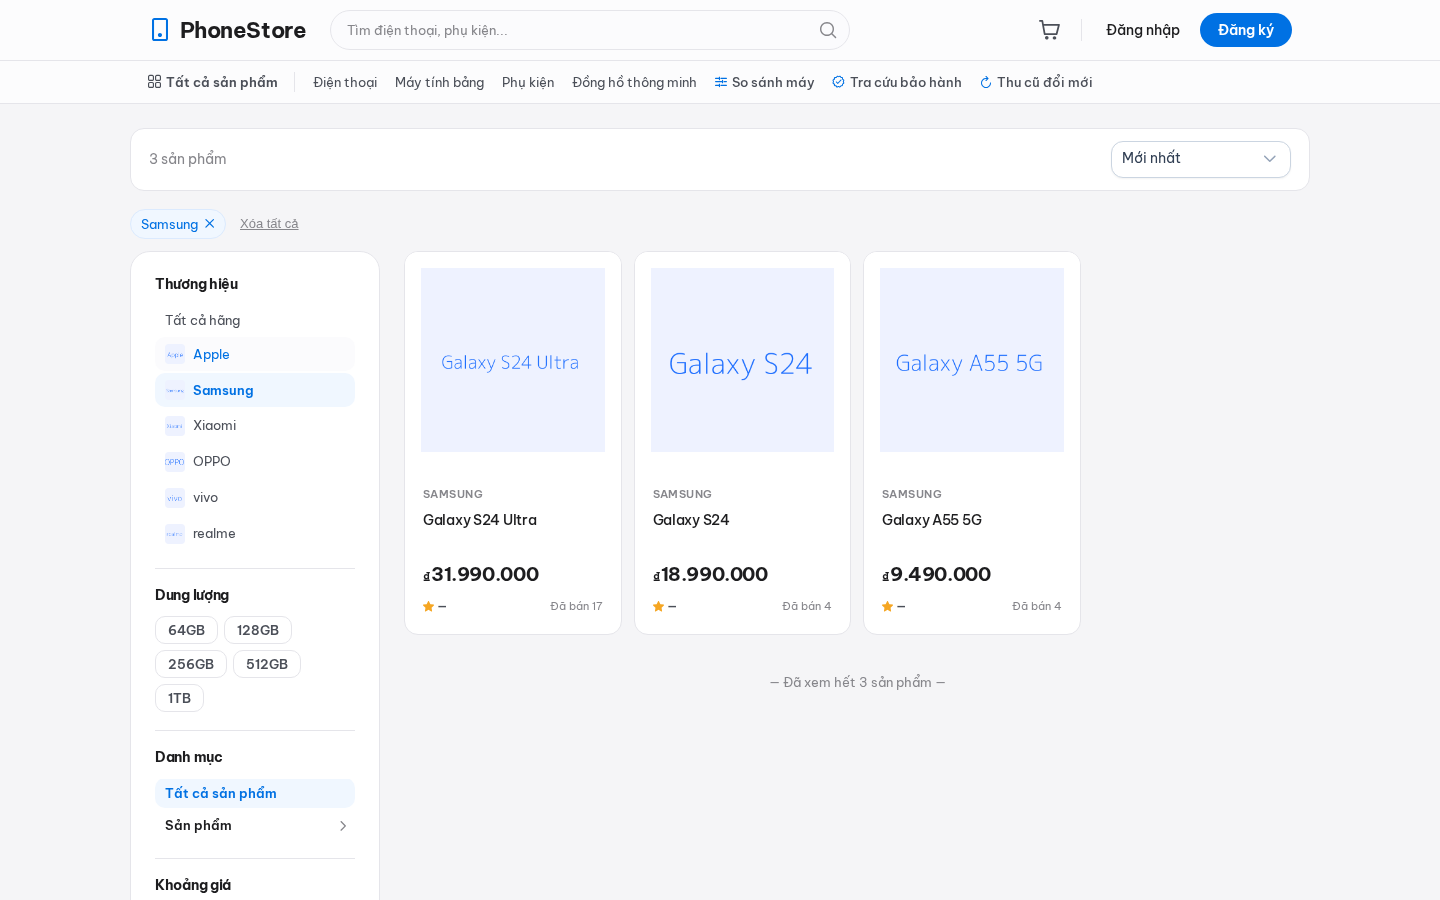 PhoneStore
Tìm điện thoại, phụ kiện...
Đăng nhập
Đăng ký
Tất cả sản phẩm
Điện thoại
Máy tính bảng
Phụ kiện
Đồng hồ thông minh
So sánh máy
Tra cứu bảo hành
Thu cũ đổi mới
3 sản phẩm
Mới nhất
Samsung
Xóa tất cả
Thương hiệu
Tất cả hãng
Apple
Apple
Samsung
Samsung
Xiaomi
Xiaomi
OPPO
OPPO
vivo
vivo
realme
Dung lượng
64GB
128GB
256GB
512GB
1TB
Danh mục
Tất cả sản phẩm
Sản phẩm
Khoảng giá
Galaxy S24 Ultra
SAMSUNG
Galaxy S24 Ultra
₫31.990.000
–
Đã bán 17
Galaxy S24
SAMSUNG
Galaxy S24
₫18.990.000
–
Đã bán 4
Galaxy A55 5G
SAMSUNG
Galaxy A55 5G
₫9.490.000
–
Đã bán 4
— Đã xem hết 3 sản phẩm —